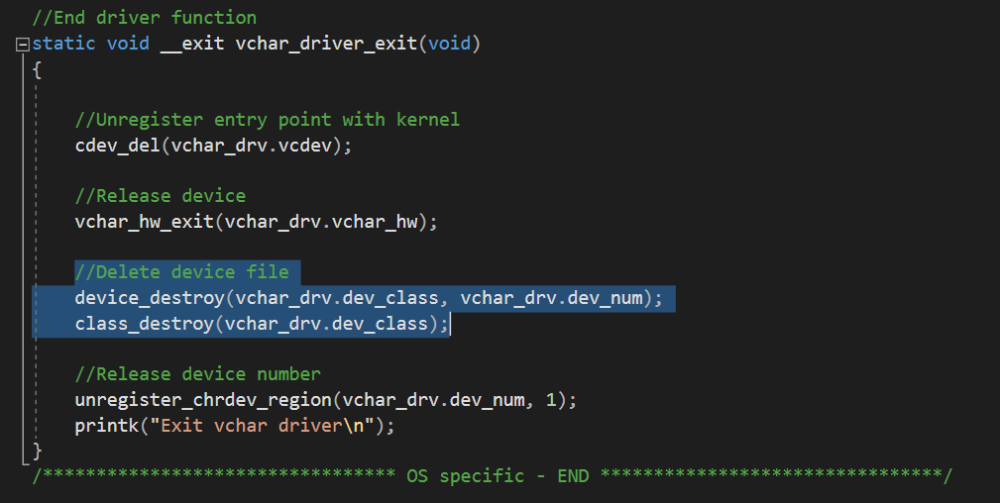 //End driver function
static void __exit vchar_driver_exit(void)
{
//Unregister entry point with kernel
cdev_del(vchar_drv.vcdev);
//Release device
vchar_hw_exit(vchar_drv.vchar_hw);
//Delete device file
device_destroy(vchar_drv.dev_class, vchar_drv.dev_num);
class_destroy(vchar_drv.dev_class);
//Release device number
unregister_chrdev_region(vchar_drv.dev_num, 1);
printk("Exit vchar driver\n");
}
/********************************* OS specific - END ********************************/